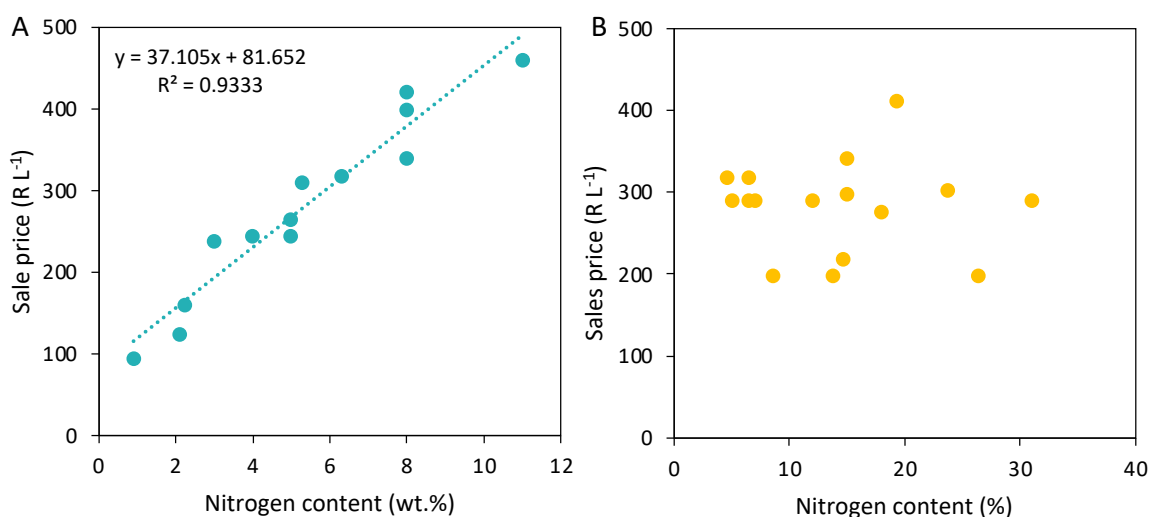 A
y = 37.105x + 81.652
R² = 0.9333
Sale price (R L⁻¹)
500
400
300
200
100
0
0 2 4 6 8 10 12
Nitrogen content (wt.%)
B
Sales price (R L⁻¹)
500
400
300
200
100
0
0 10 20 30 40
Nitrogen content (%)